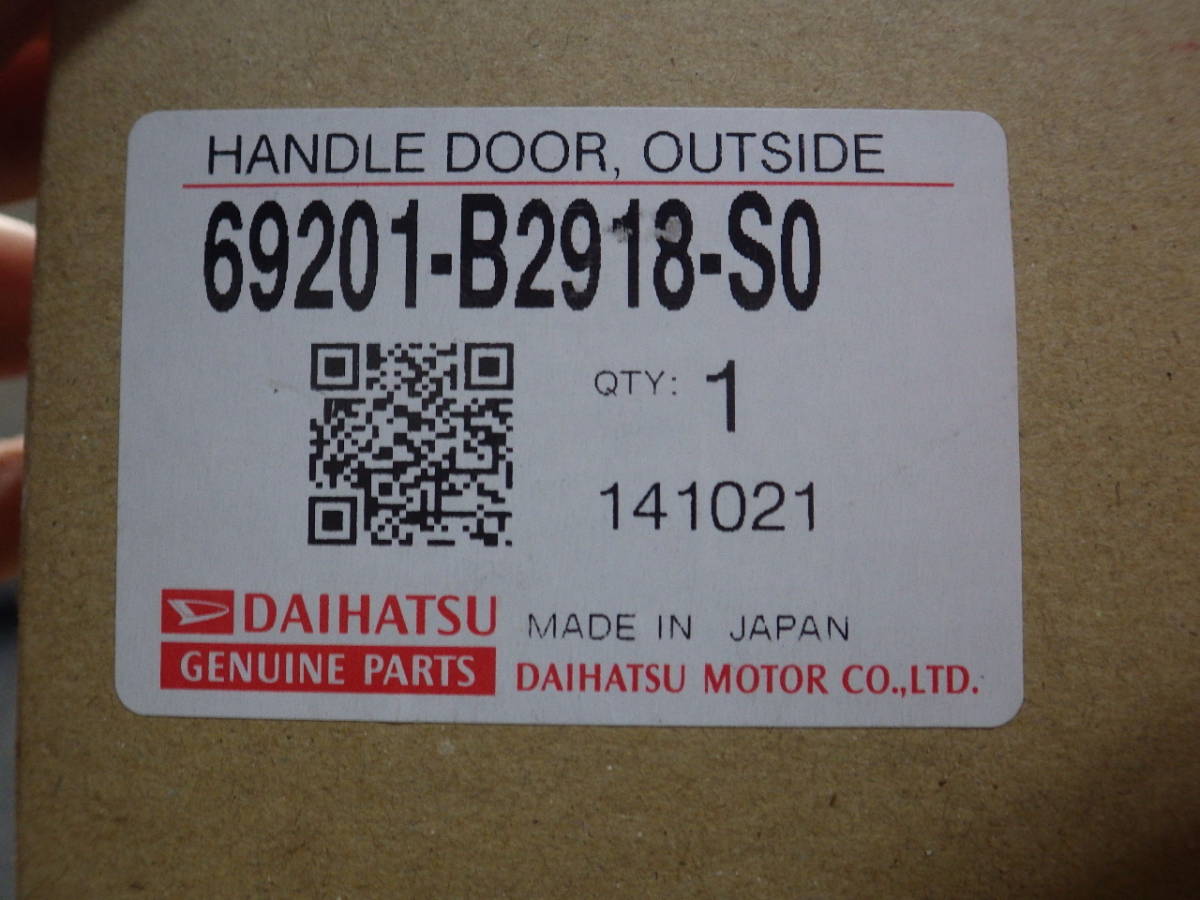 HANDLE DOOR, OUTSIDE
69201-B2918-S0
QTY: 1
141021
DAIHATSU
GENUINE PARTS
MADE IN JAPAN
DAIHATSU MOTOR CO.,LTD.